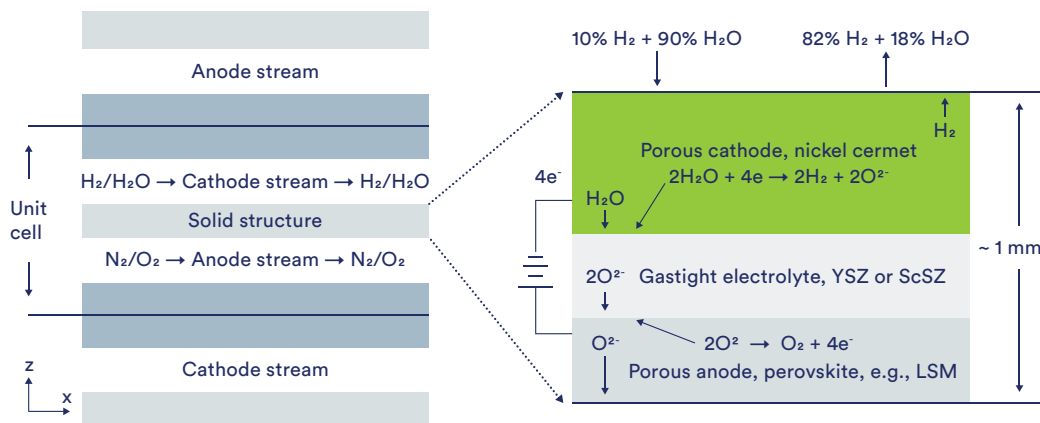 Anode stream
H₂/H₂O → Cathode stream → H₂/H₂O
Unit
cell
Solid structure
N₂/O₂ → Anode stream → N₂/O₂
Cathode stream
z
x
10% H₂ + 90% H₂O
82% H₂ + 18% H₂O
H₂
Porous cathode, nickel cermet
2H₂O + 4e → 2H₂ + 2O²⁻
4e⁻
H₂O
~ 1 mm
2O²⁻
Gastight electrolyte, YSZ or ScSZ
O²⁻
2O² → O₂ + 4e⁻
Porous anode, perovskite, e.g., LSM